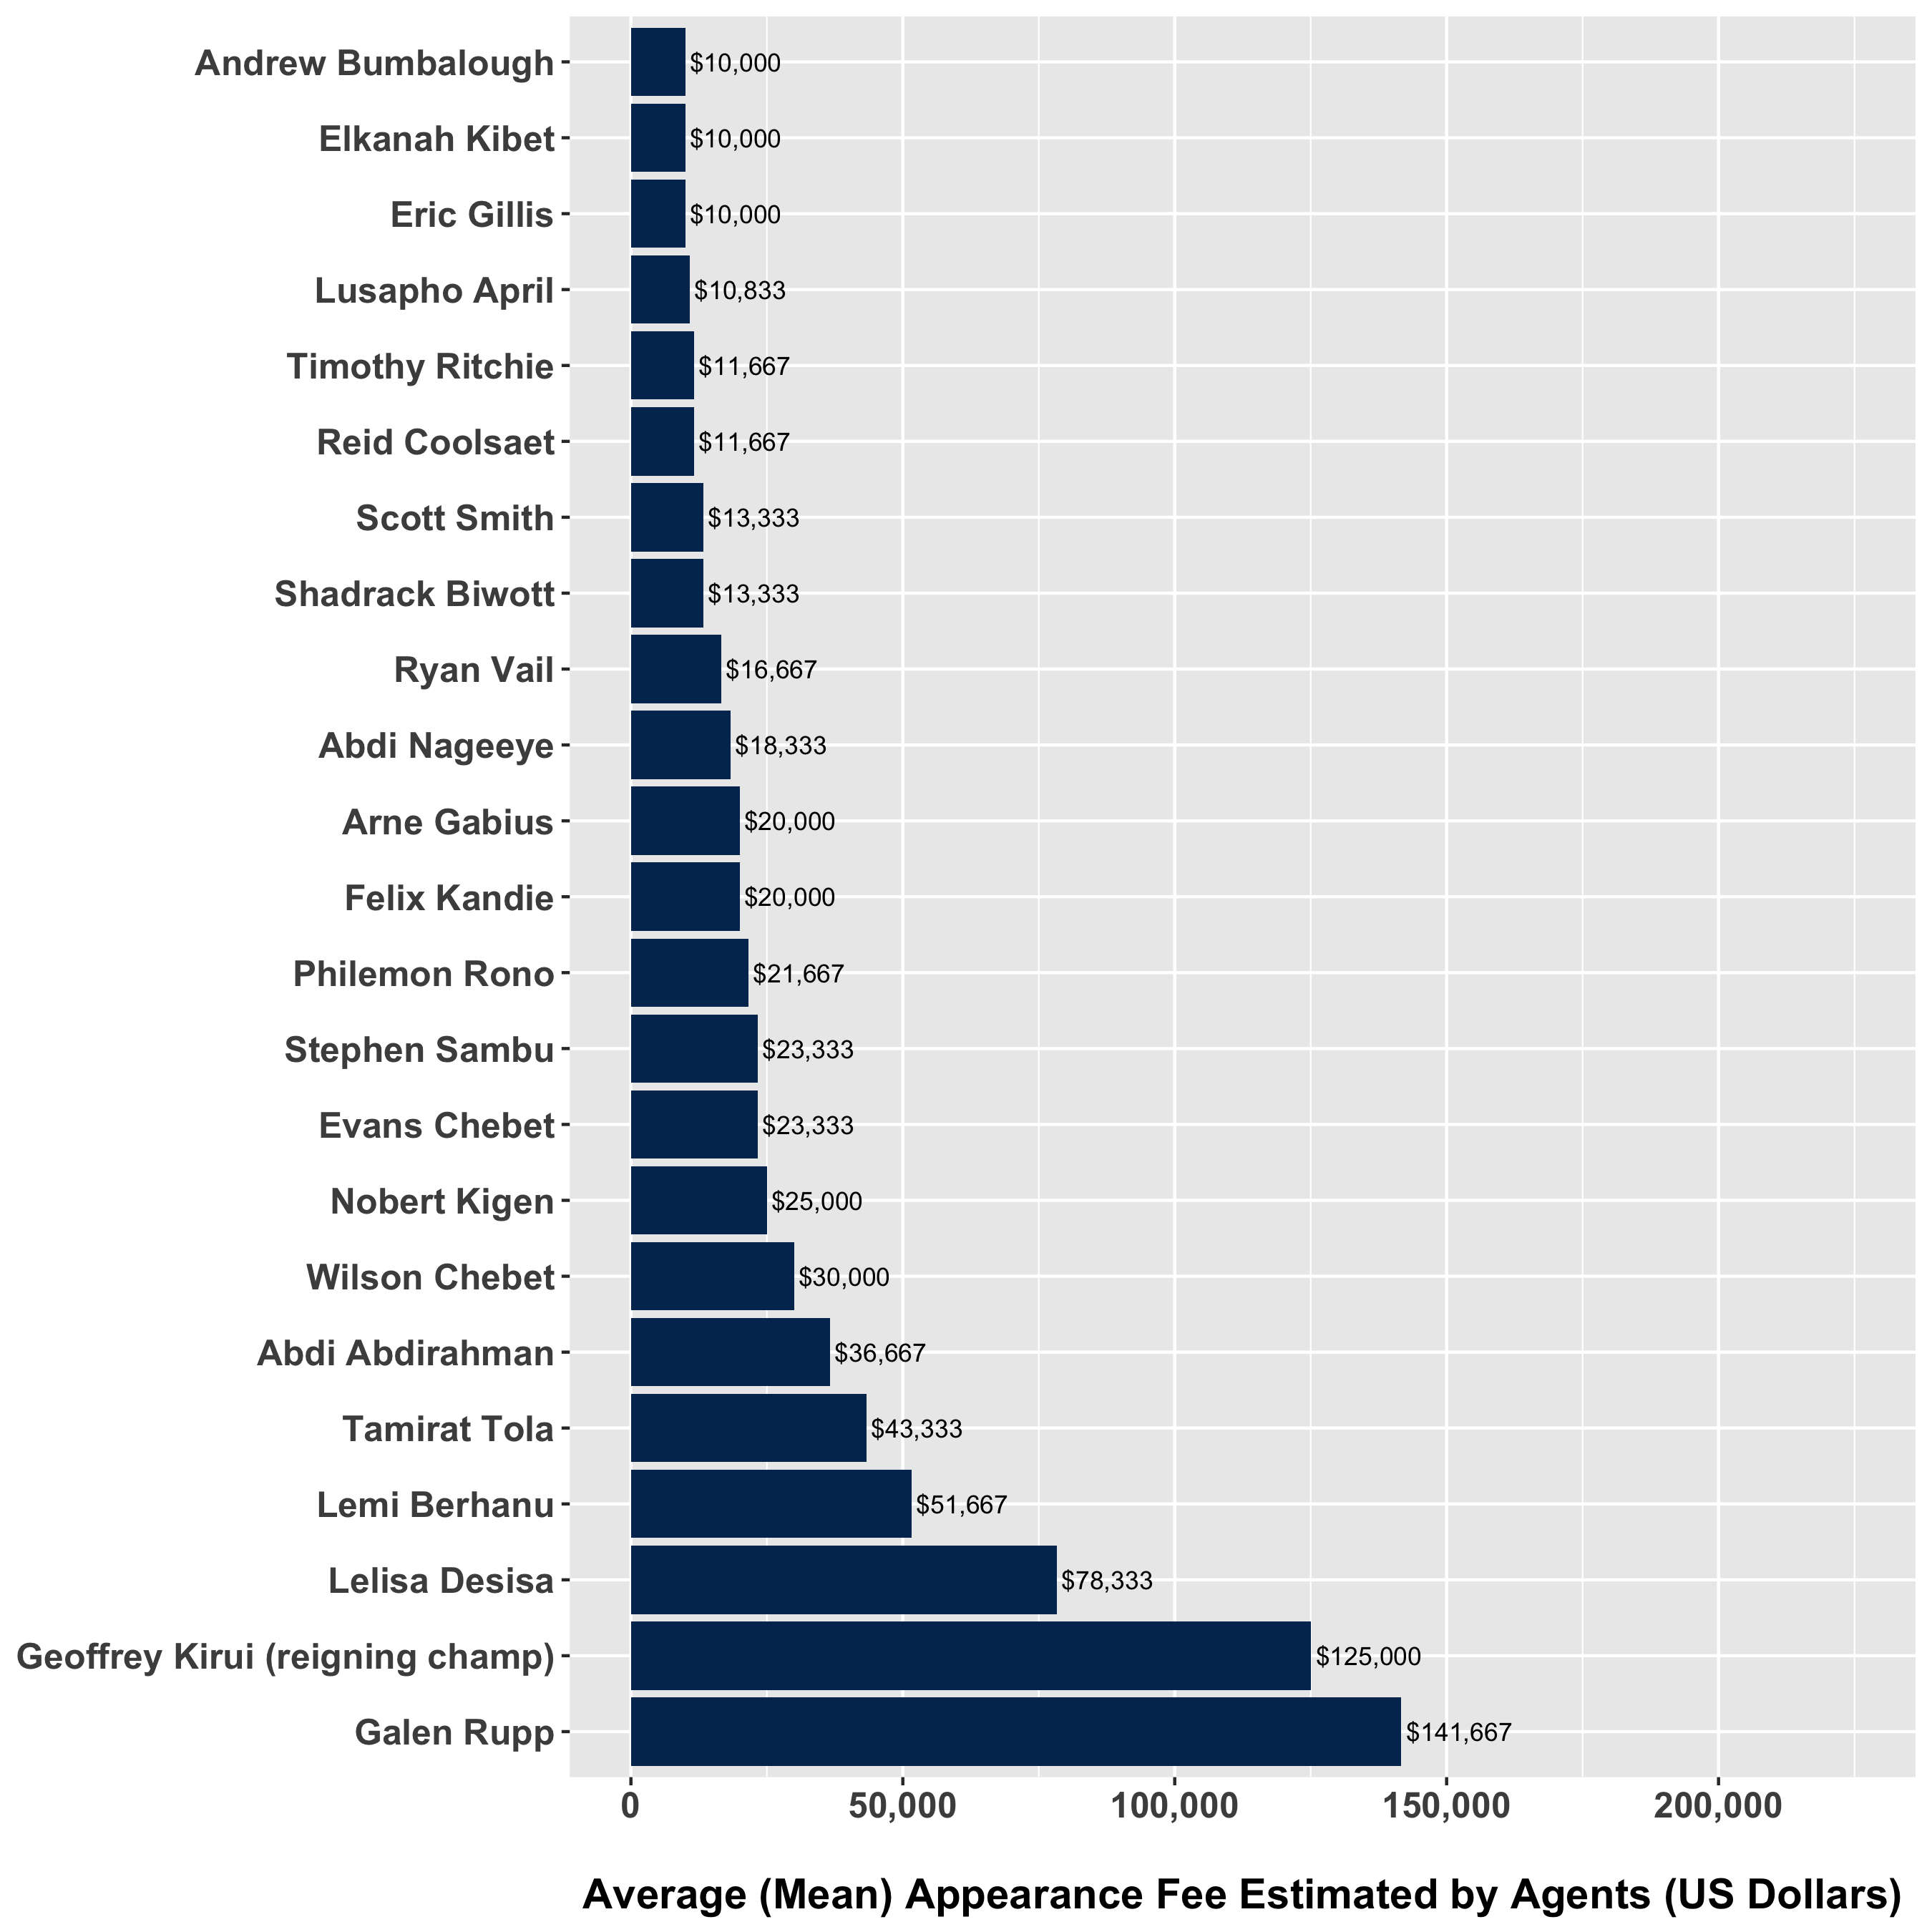 Andrew Bumbalough $10,000
Elkanah Kibet $10,000
Eric Gillis $10,000
Lusapho April $10,833
Timothy Ritchie $11,667
Reid Coolsaet $11,667
Scott Smith $13,333
Shadrack Biwott $13,333
Ryan Vail $16,667
Abdi Nageeye $18,333
Arne Gabius $20,000
Felix Kandie $20,000
Philemon Rono $21,667
Stephen Sambu $23,333
Evans Chebet $23,333
Nobert Kigen $25,000
Wilson Chebet $30,000
Abdi Abdirahman $36,667
Tamirat Tola $43,333
Lemi Berhanu $51,667
Lelisa Desisa $78,333
Geoffrey Kirui (reigning champ) $125,000
Galen Rupp $141,667
0 50,000 100,000 150,000 200,000
Average (Mean) Appearance Fee Estimated by Agents (US Dollars)